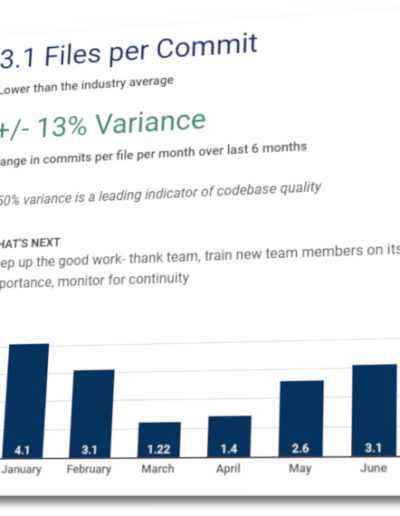 3.1 Files per Commit
Lower than the industry average
+/- 13% Variance
ange in commits per file per month over last 6 months
50% variance is a leading indicator of codebase quality
HAT'S NEXT
ep up the good work- thank team, train new team members on its
portance, monitor for continuity
4.1 3.1 1.22 1.4 2.6 3.1
January February March April May June